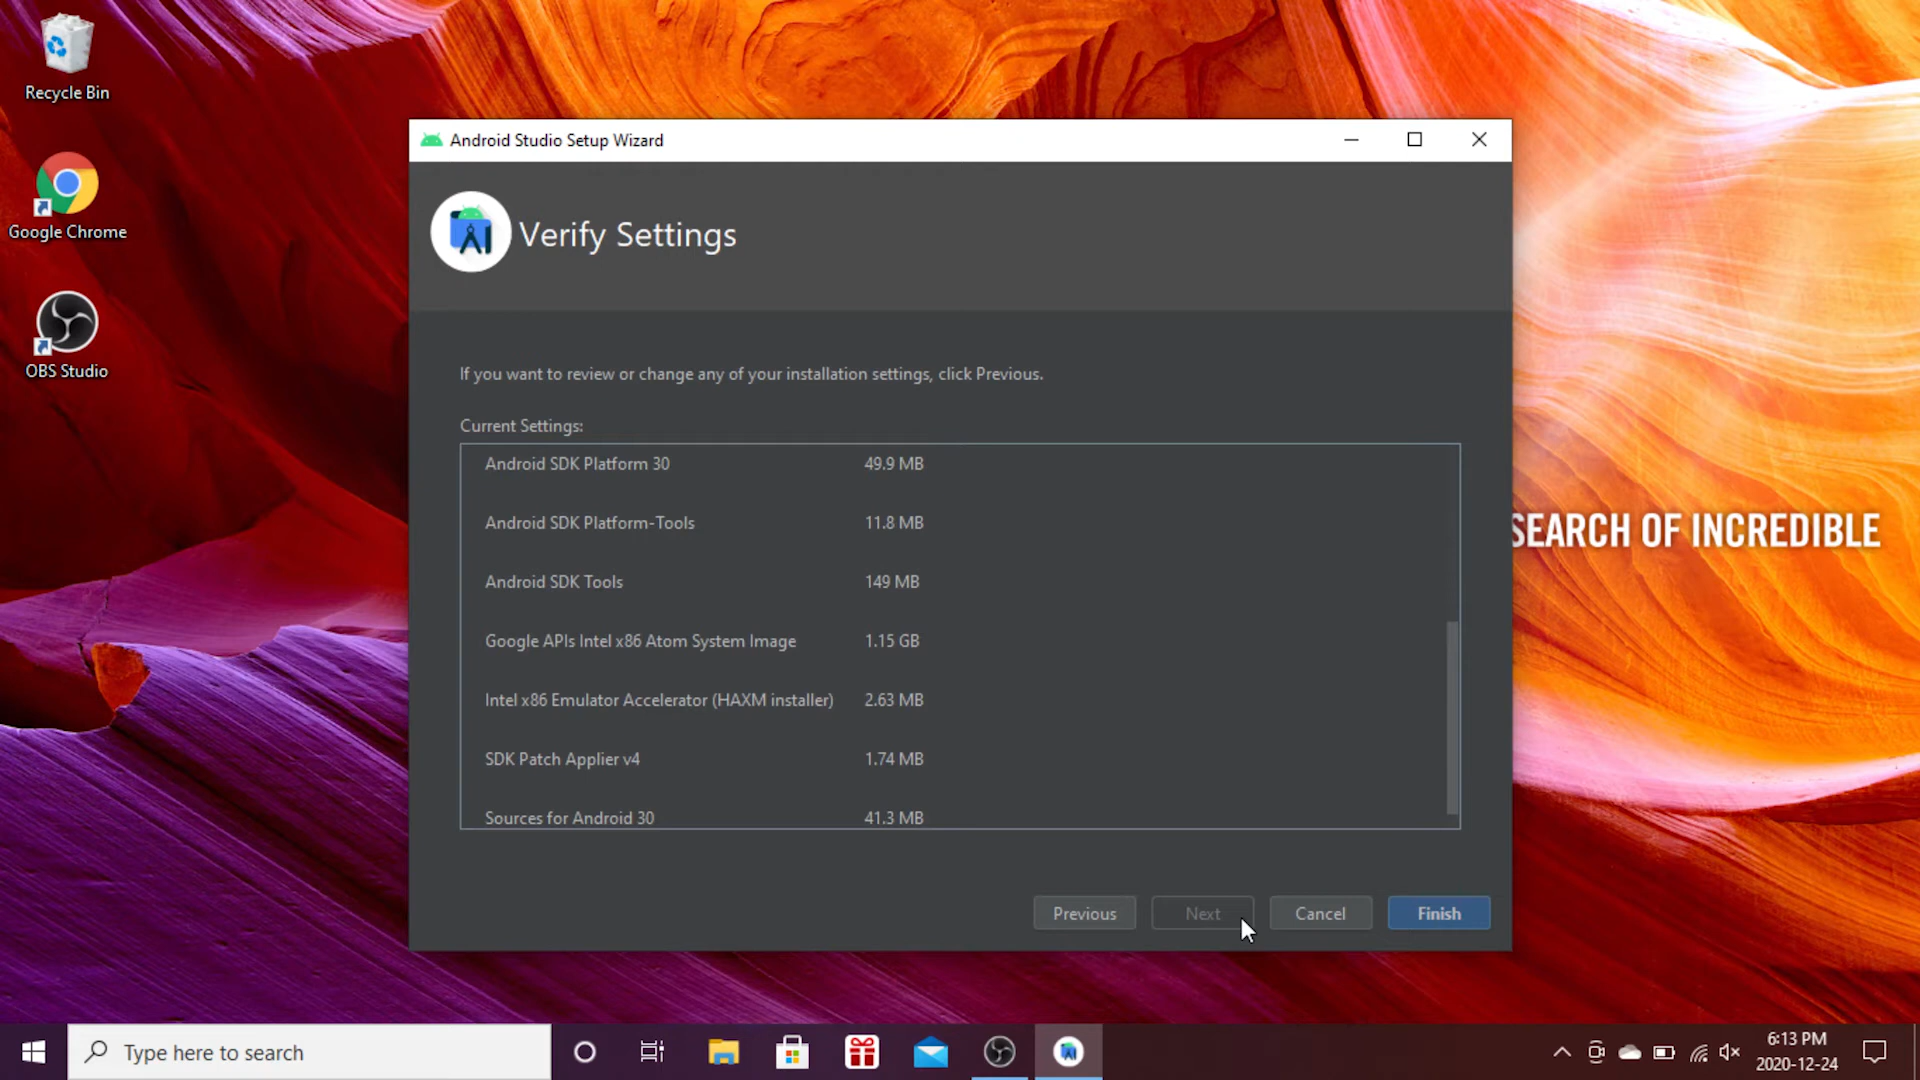 Recycle Bin
Google Chrome
OBS Studio
Android Studio Setup Wizard
Verify Settings
If you want to review or change any of your installation settings, click Previous.
Current Settings:
Android SDK Platform 30 49.9 MB
Android SDK Platform-Tools 11.8 MB
Android SDK Tools 149 MB
Google APIs Intel x86 Atom System Image 1.15 GB
Intel x86 Emulator Accelerator (HAXM installer) 2.63 MB
SDK Patch Applier v4 1.74 MB
Sources for Android 30 41.3 MB
Previous Next Cancel Finish
SEARCH OF INCREDIBLE
Type here to search
6:13 PM
2020-12-24